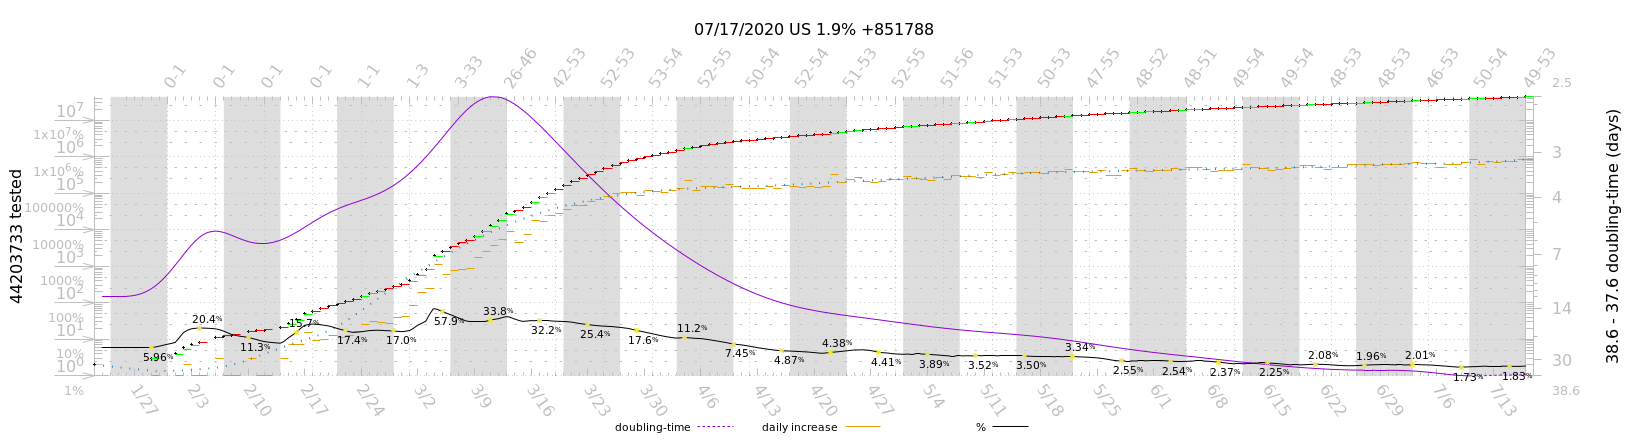 07/17/2020 US 1.9% +851788
0-1 0-1 0-1 0-1 1-1 1-3 3-33 26-46 42-53 52-53 53-54 52-55 50-54 52-54 51-53 52-55 51-56 51-53 50-53 47-55 48-52 48-51 49-54 49-54 48-53 48-53 46-53 50-54 49-53
44203733 tested
10⁷
1x10⁷%
10⁶
1x10⁶%
10⁵
100000%
10⁴
10000%
10³
1000%
10²
100%
10¹
10%
10⁰
1%
5.96% 20.4% 11.3% 15.7% 17.4% 17.0% 57.9% 33.8% 32.2% 25.4% 17.6% 11.2% 7.45% 4.87% 4.38% 4.41% 3.89% 3.52% 3.50% 3.34% 2.55% 2.54% 2.37% 2.25% 2.08% 1.96% 2.01% 1.73% 1.83%
2.5
3
4
7
14
30
38.6
38.6 - 37.6 doubling-time (days)
1/27 2/3 2/10 2/17 2/24 3/2 3/9 3/16 3/23 3/30 4/6 4/13 4/20 4/27 5/4 5/11 5/18 5/25 6/1 6/8 6/15 6/22 6/29 7/6 7/13
doubling-time daily increase %